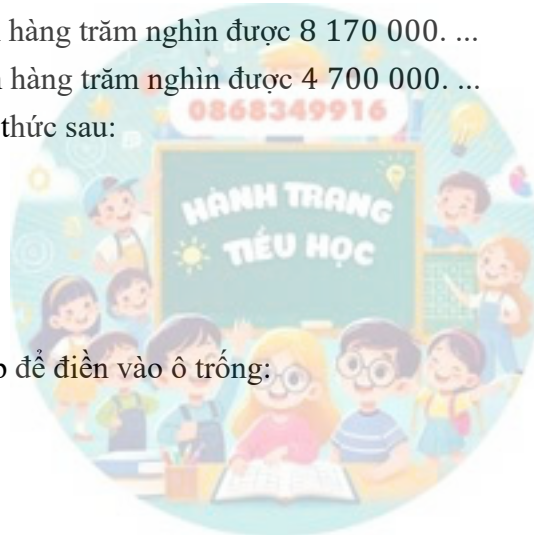 hàng trăm nghìn được 8 170 000. ...
hàng trăm nghìn được 4 700 000. ...
0868349916
thức sau:
HÀNH TRANG
TIỂU HỌC
để điền vào ô trống: